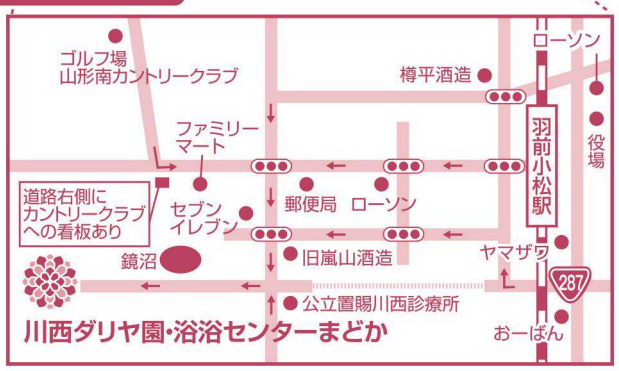 ローソン
ゴルフ場
山形南カントリークラブ
樽平酒造
ファミリー
マート
羽前小松駅
役場
道路右側に
カントリークラブ
への看板あり
セブン
イレブン
郵便局
ローソン
鏡沼
旧嵐山酒造
ヤマザワ
287
公立置賜川西診療所
川西ダリヤ園・浴浴センターまどか
おーばん